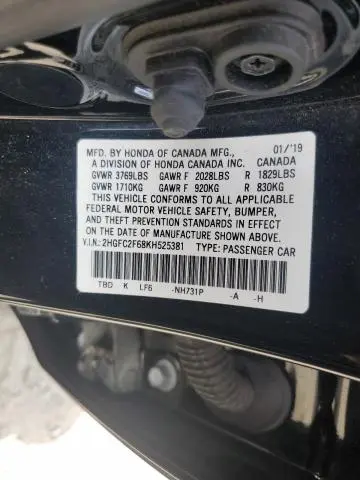 MFD. BY HONDA OF CANADA MFG., 01/'19
A DIVISION OF HONDA CANADA INC. CANADA
GVWR 3769LBS GAWR F 2028LBS R 1829LBS
GVWR 1710KG GAWR F 920KG R 830KG
THIS VEHICLE CONFORMS TO ALL APPLICABLE
FEDERAL MOTOR VEHICLE SAFETY, BUMPER,
AND THEFT PREVENTION STANDARDS IN EFFECT
ON THE DATE OF MANUFACTURE SHOWN ABOVE.
V.I.N.: 2HGFC2F68KH525381 TYPE: PASSENGER CAR
TBD K LF6 -NH731P -A -H